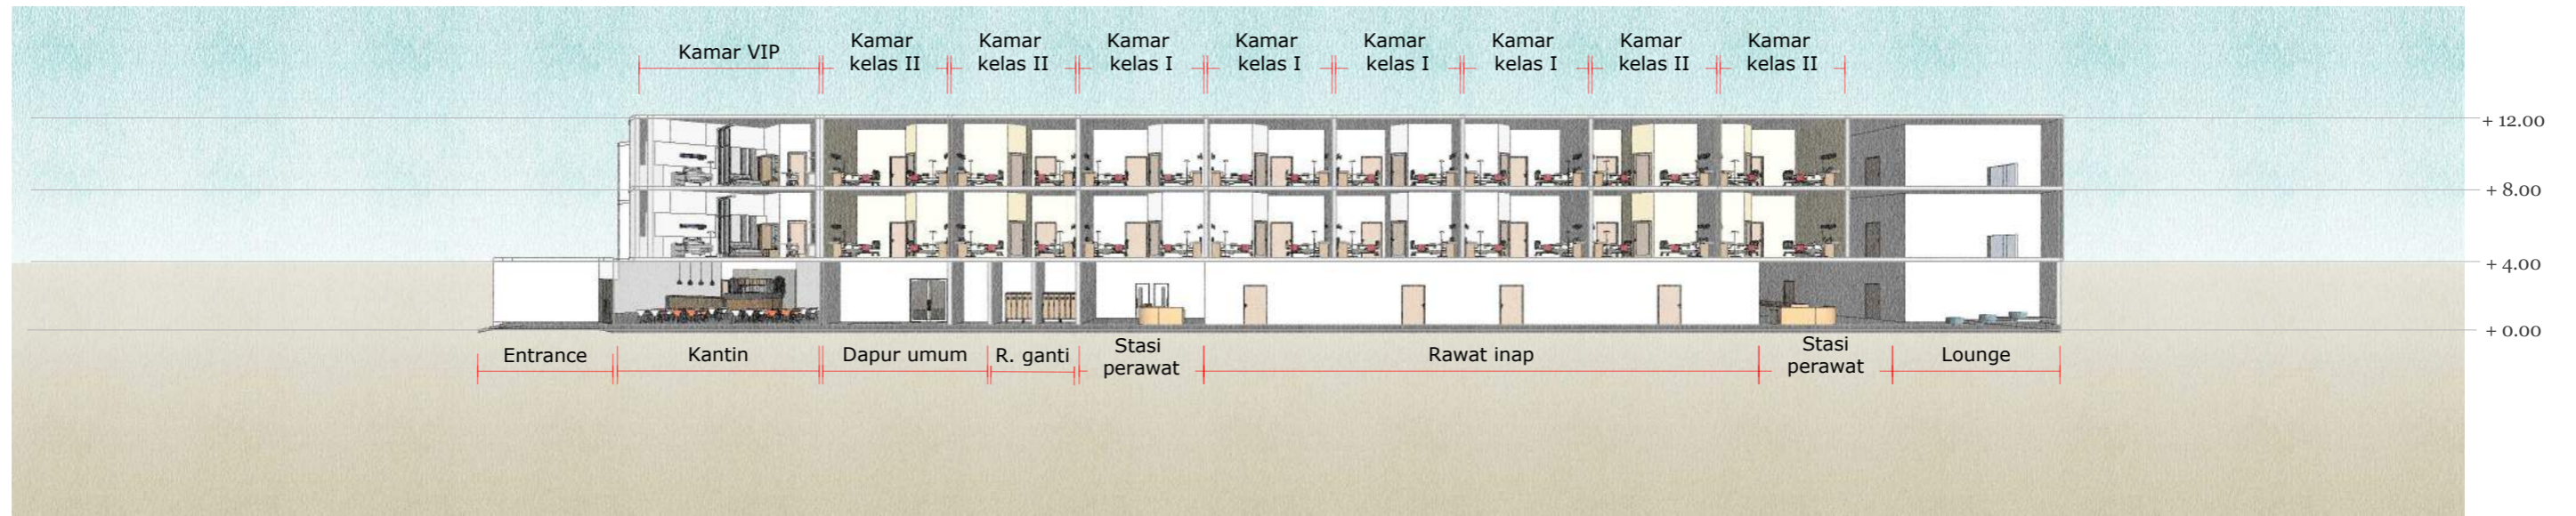 Kamar VIP
Kamar
kelas II
Kamar
kelas II
Kamar
kelas I
Kamar
kelas I
Kamar
kelas I
Kamar
kelas I
Kamar
kelas II
Kamar
kelas II
+ 12.00
+ 8.00
+ 4.00
+ 0.00
Entrance
Kantin
Dapur umum
R. ganti
Stasi
perawat
Rawat inap
Stasi
perawat
Lounge